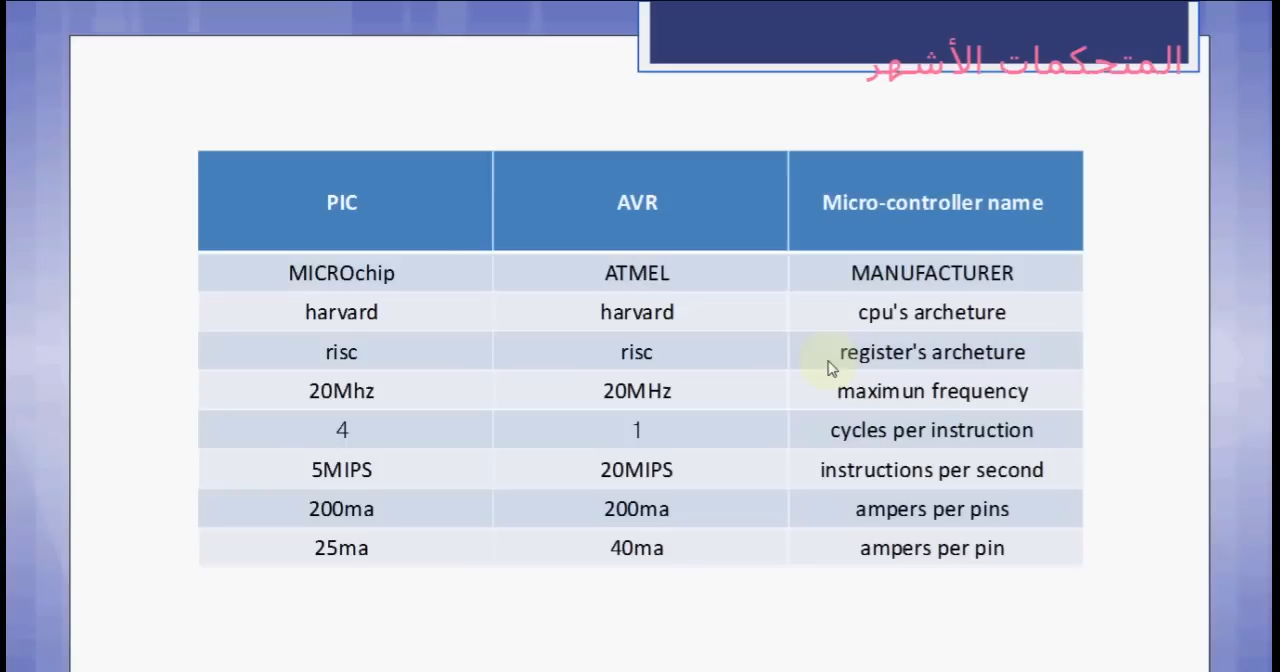 المتحكمات الأشهر
PIC AVR Micro-controller name
MICROchip ATMEL MANUFACTURER
harvard harvard cpu's archeture
risc risc register's archeture
20Mhz 20MHz maximun frequency
4 1 cycles per instruction
5MIPS 20MIPS instructions per second
200ma 200ma ampers per pins
25ma 40ma ampers per pin